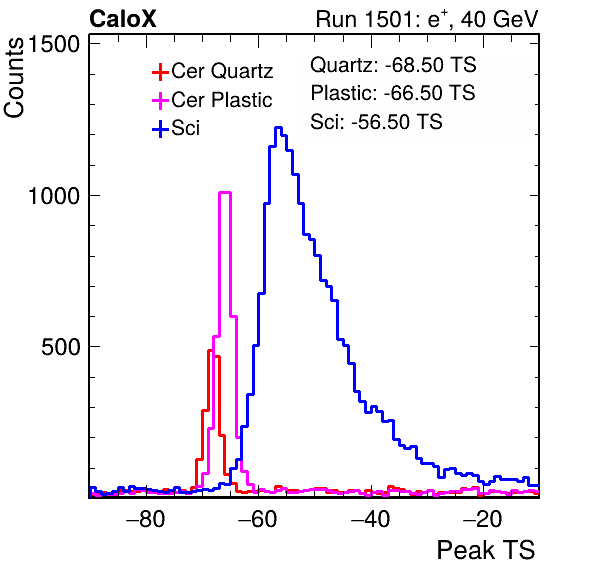 CaloX
Run 1501: e⁺, 40 GeV
Counts
1500
1000
500
Cer Quartz
Cer Plastic
Sci
Quartz: -68.50 TS
Plastic: -66.50 TS
Sci: -56.50 TS
−80
−60
−40
−20
Peak TS